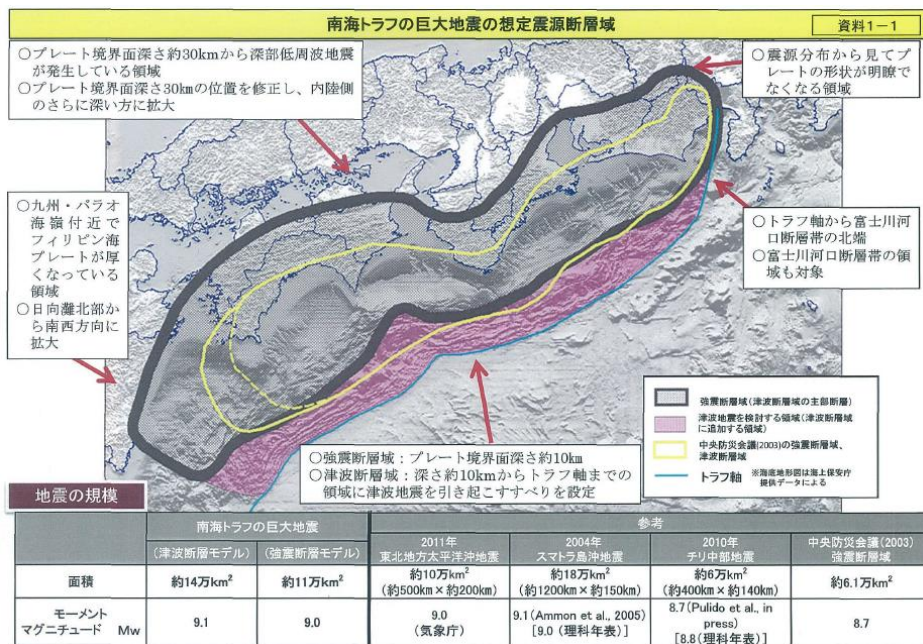 南海トラフの巨大地震の想定震源断層域
資料1－1
○プレート境界面深さ約30kmから深部低周波地震
が発生している領域
○プレート境界面深さ30kmの位置を修正し、内陸側
のさらに深い方に拡大
○震源分布から見てプ
レートの形状が明瞭で
なくなる領域
○九州・パラオ
海嶺付近で
フィリピン海
プレートが厚
くなっている
領域
○日向灘北部か
ら南西方向に
拡大
○トラフ軸から富士川河
口断層帯の北端
○富士川河口断層帯の領
域も対象
○強震断層域：プレート境界面深さ約10km
○津波断層域：深さ約10kmからトラフ軸までの
領域に津波地震を引き起こすすべりを設定
強震断層域(津波断層域の主部断層)
津波地震を検討する領域(津波断層域
に追加する領域)
中央防災会議(2003)の強震断層域、
津波断層域
トラフ軸
※海底地形図は海上保安庁
提供データによる
地震の規模
南海トラフの巨大地震
参考
(津波断層モデル)
(強震断層モデル)
2011年
東北地方太平洋沖地震
2004年
スマトラ島沖地震
2010年
チリ中部地震
中央防災会議(2003)
強震断層域
面積
約14万km²
約11万km²
約10万km²
(約500km×約200km)
約18万km²
(約1200km×約150km)
約6万km²
(約400km×約140km)
約6.1万km²
モーメント
マグニチュード Mw
9.1
9.0
9.0
(気象庁)
9.1(Ammon et al., 2005)
[9.0 (理科年表)]
8.7(Pulido et al., in
press)
[8.8(理科年表)]
8.7